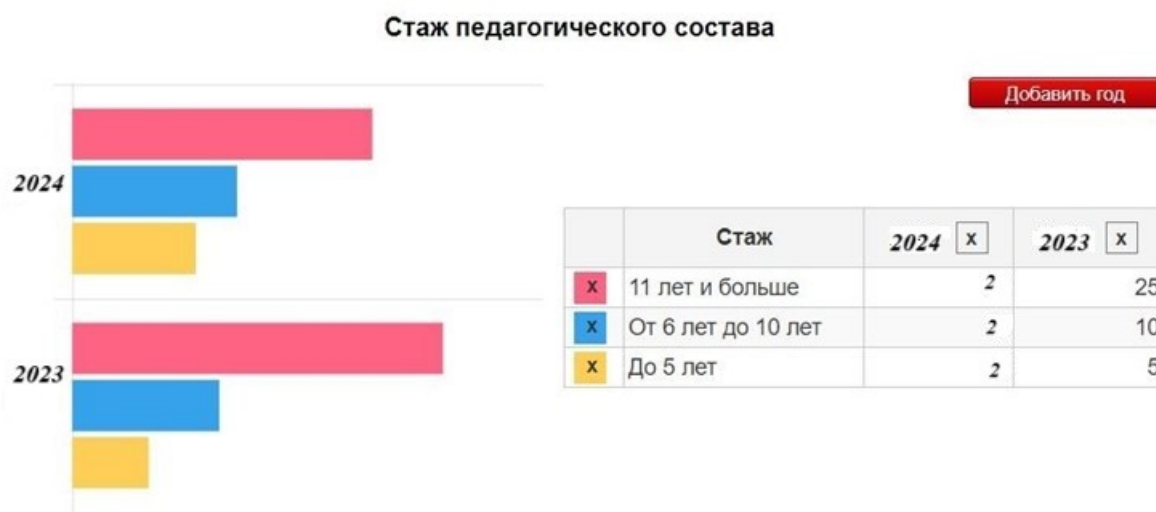 Стаж педагогического состава
Добавить год
2024
2023
Стаж 2024 x 2023 x
x 11 лет и больше 2 25
x От 6 лет до 10 лет 2 10
x До 5 лет 2 5